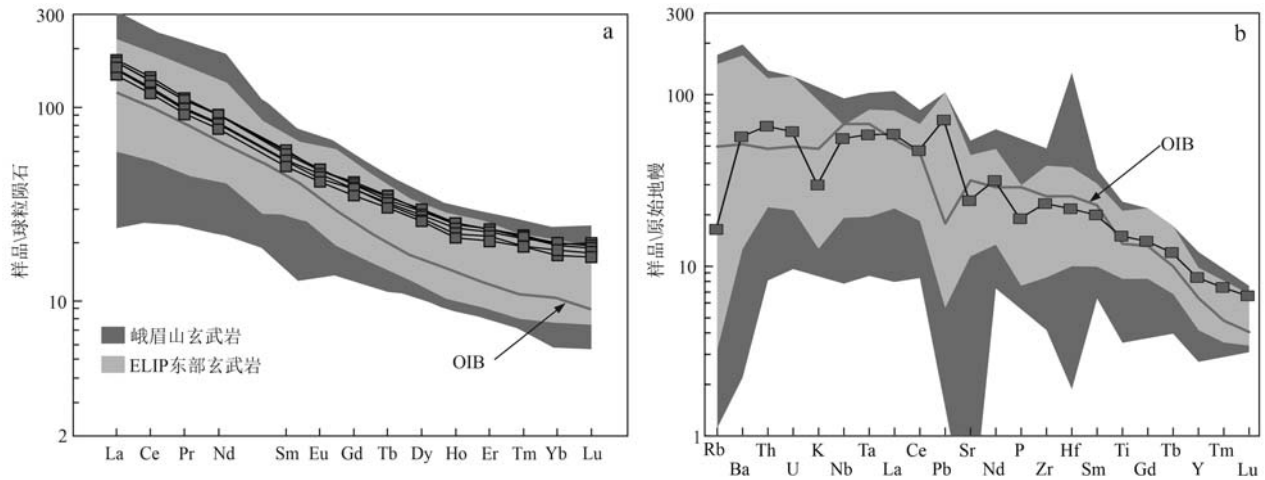 300
100
10
2
样品\球粒陨石
a
峨眉山玄武岩
ELIP东部玄武岩
OIB
La Ce Pr Nd Sm Eu Gd Tb Dy Ho Er Tm Yb Lu
300
100
10
1
样品\原始地幔
b
OIB
Rb Th K Ta Ce Sr P Hf Ti Tb Tm
Ba U Nb La Pb Nd Zr Sm Gd Y Lu